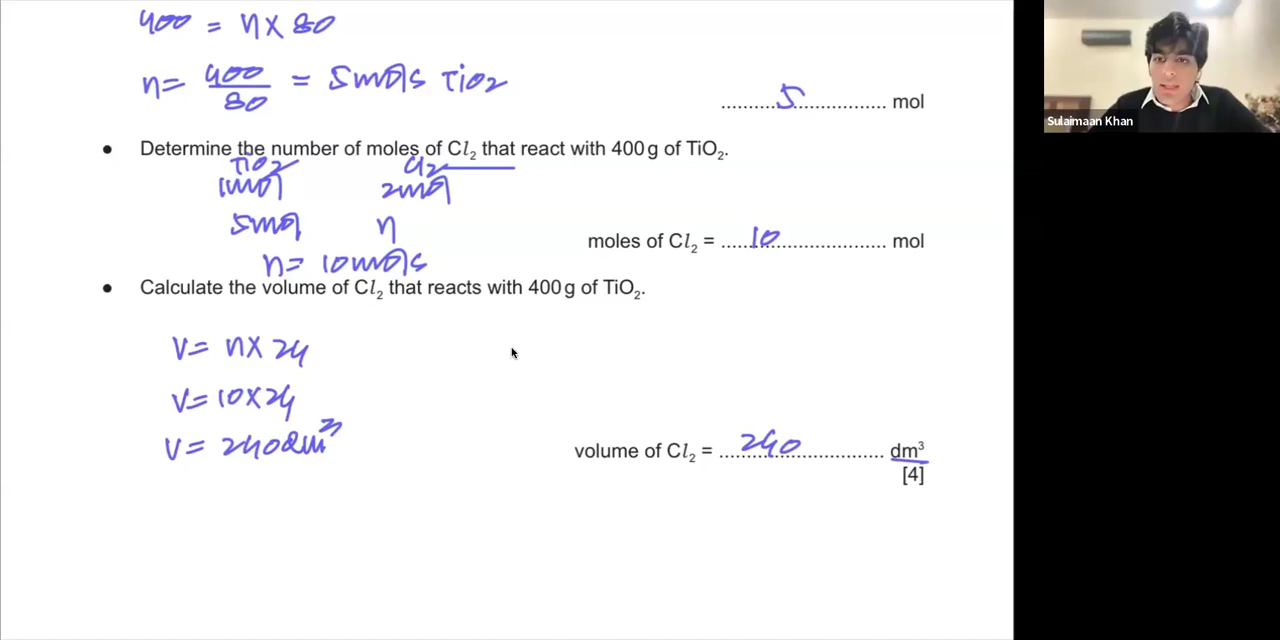 400 = n x 80
n = 400/80 = 5mols TiO2
.............5................... mol
Sulaimaan Khan
• Determine the number of moles of Cl2 that react with 400 g of TiO2.
TiO2 Cl2
1mol 2mol
5mol n
n = 10mols
moles of Cl2 = ......10......................... mol
• Calculate the volume of Cl2 that reacts with 400 g of TiO2.
V = n x 24
V = 10 x 24
V = 240dm3
volume of Cl2 = ......240......................... dm3
[4]